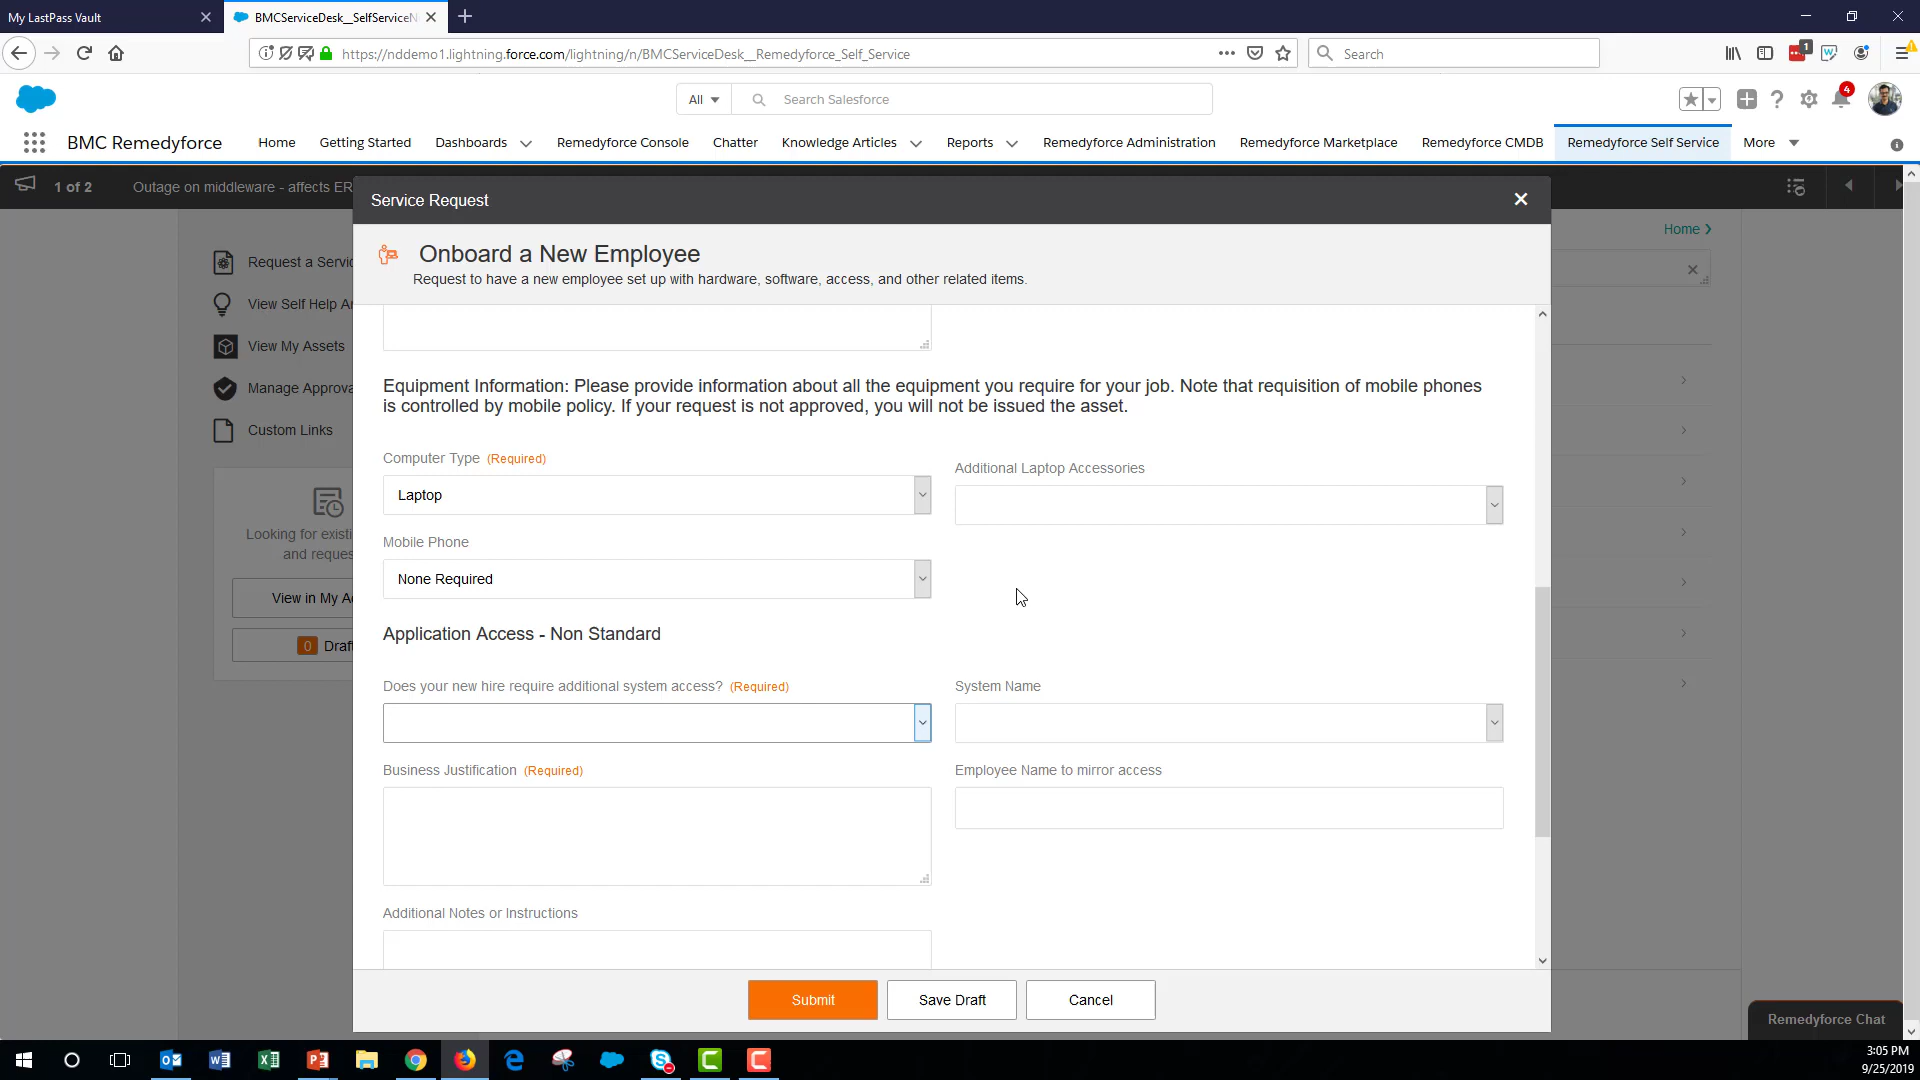 My LastPass Vault
BMCServiceDesk__SelfServiceN
https://nddemo1.lightning.force.com/lightning/n/BMCServiceDesk__Remedyforce_Self_Service
Search
1
All
Search Salesforce
4
BMC Remedyforce
Home
Getting Started
Dashboards
Remedyforce Console
Chatter
Knowledge Articles
Reports
Remedyforce Administration
Remedyforce Marketplace
Remedyforce CMDB
Remedyforce Self Service
More
1 of 2
Outage on middleware - affects ER
Service Request
Home
Onboard a New Employee
Request to have a new employee set up with hardware, software, access, and other related items.
Request a Servic
View Self Help Ar
View My Assets
Manage Approva
Custom Links
Looking for existi
and reques
View in My Ac
0 Draft
Equipment Information: Please provide information about all the equipment you require for your job. Note that requisition of mobile phones
is controlled by mobile policy. If your request is not approved, you will not be issued the asset.
Computer Type (Required)
Additional Laptop Accessories
Laptop
Mobile Phone
None Required
Application Access - Non Standard
Does your new hire require additional system access? (Required)
System Name
Business Justification (Required)
Employee Name to mirror access
Additional Notes or Instructions
Submit
Save Draft
Cancel
Remedyforce Chat
3:05 PM
9/25/2019